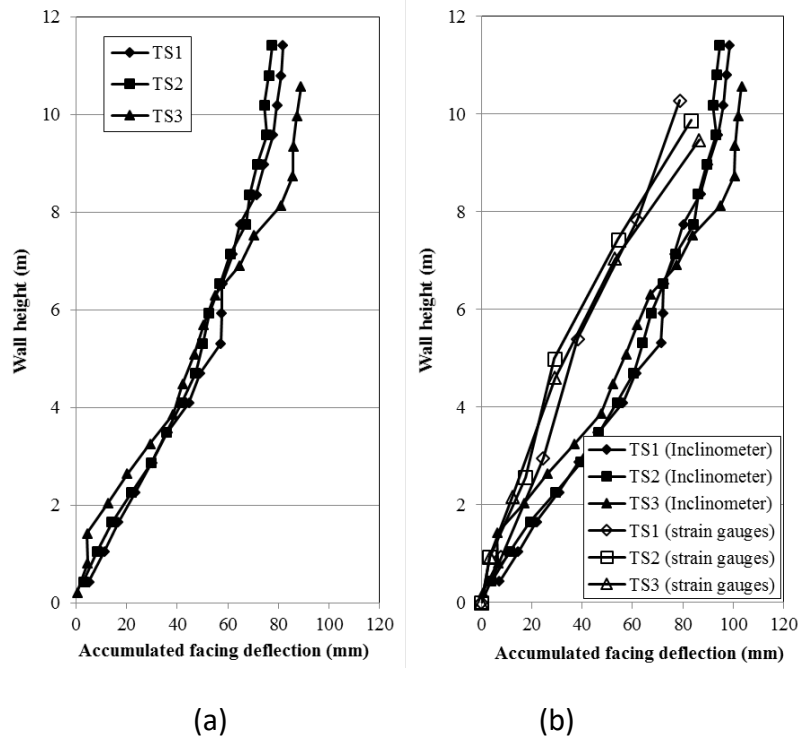 12
10
8
6
4
2
0
Wall height (m)
TS1
TS2
TS3
0 20 40 60 80 100 120
Accumulated facing deflection (mm)
(a)
12
10
8
6
4
2
0
Wall height (m)
TS1 (Inclinometer)
TS2 (Inclinometer)
TS3 (Inclinometer)
TS1 (strain gauges)
TS2 (strain gauges)
TS3 (strain gauges)
0 20 40 60 80 100 120
Accumulated facing deflection (mm)
(b)